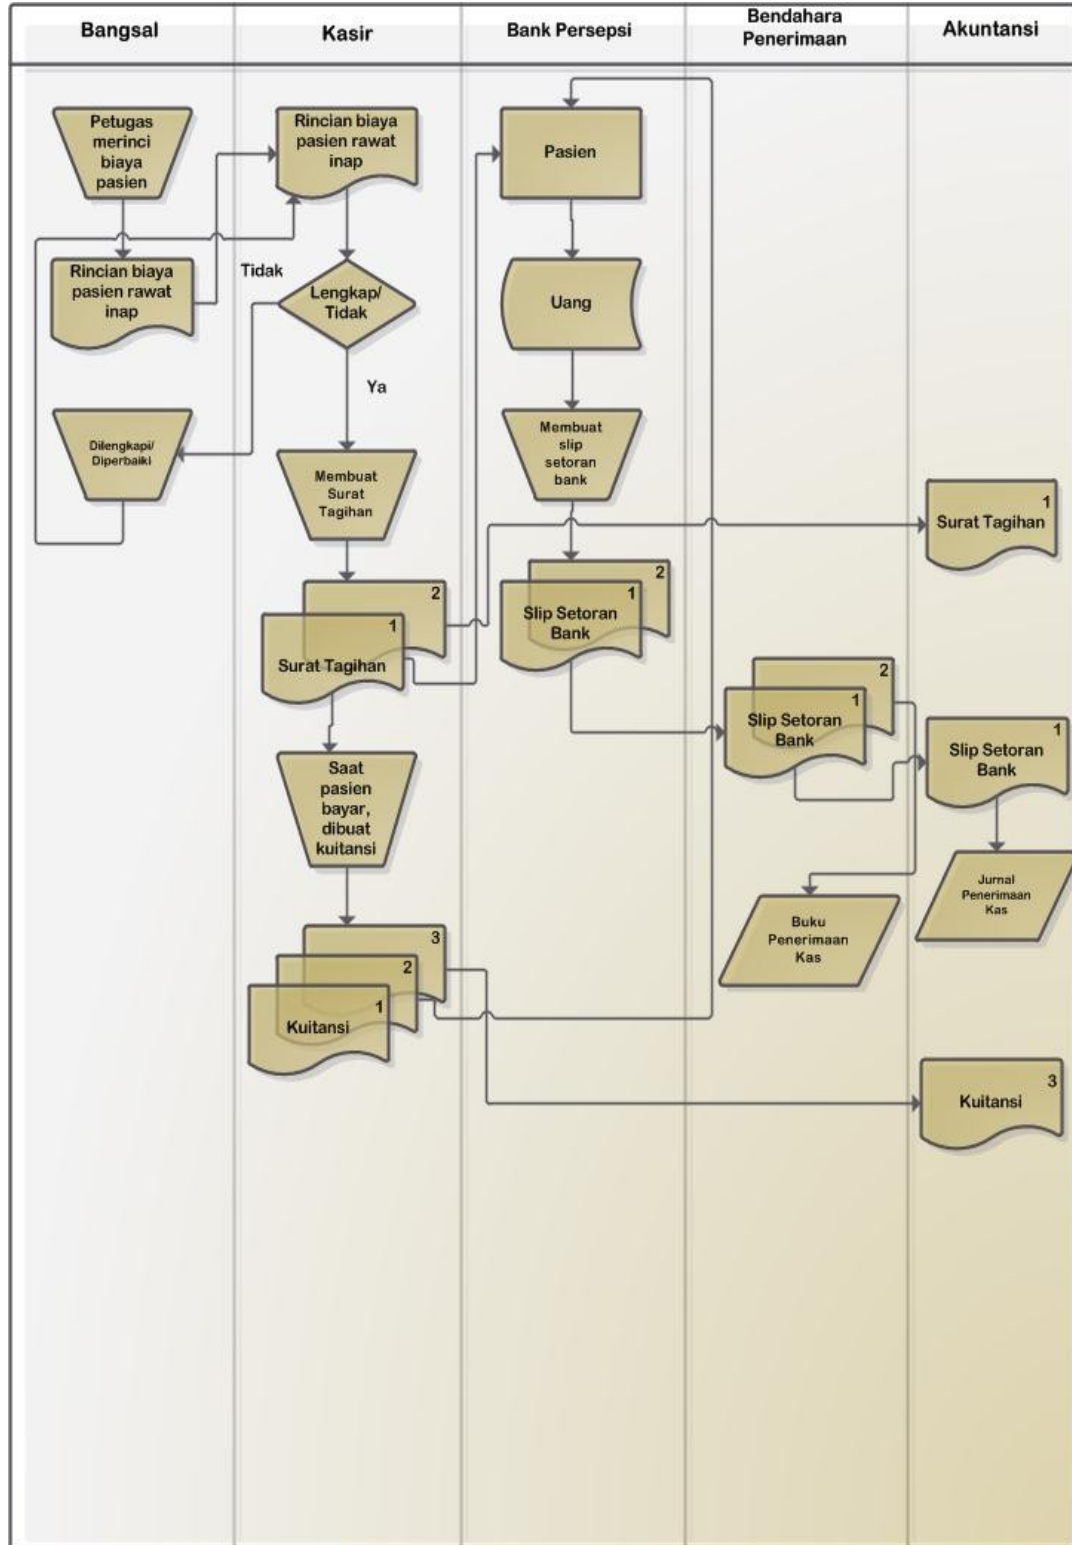 Bangsal
Kasir
Bank Persepsi
Bendahara
Penerimaan
Akuntansi
Petugas
merinci
biaya
pasien
Rincian biaya
pasien rawat
inap
Dilengkapi/
Diperbaiki
Rincian biaya
pasien rawat
inap
Tidak
Lengkap/
Tidak
Ya
Membuat
Surat
Tagihan
2
1
Surat Tagihan
Saat
pasien
bayar,
dibuat
kuitansi
3
2
1
Kuitansi
Pasien
Uang
Membuat
slip
setoran
bank
2
1
Slip Setoran
Bank
2
1
Slip Setoran
Bank
Buku
Penerimaan
Kas
1
Surat Tagihan
1
Slip Setoran
Bank
Jurnal
Penerimaan
Kas
3
Kuitansi